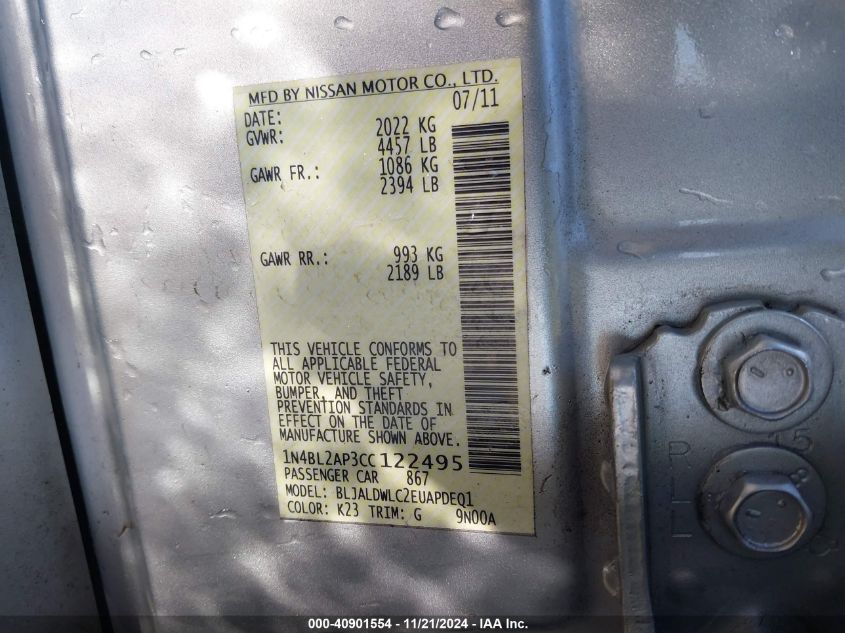 MFD BY NISSAN MOTOR CO., LTD.
DATE: 07/11
GVWR: 2022 KG
4457 LB
GAWR FR.: 1086 KG
2394 LB
GAWR RR.: 993 KG
2189 LB
THIS VEHICLE CONFORMS TO
ALL APPLICABLE FEDERAL
MOTOR VEHICLE SAFETY,
BUMPER, AND THEFT
PREVENTION STANDARDS IN
EFFECT ON THE DATE OF
MANUFACTURE SHOWN ABOVE.
1N4BL2AP3CC122495
PASSENGER CAR 867
MODEL: BLJALDWLC2EUAPDEQ1
COLOR: K23 TRIM: G 9N00A
8
15
RLL
000-40901554 - 11/21/2024 - IAA Inc.